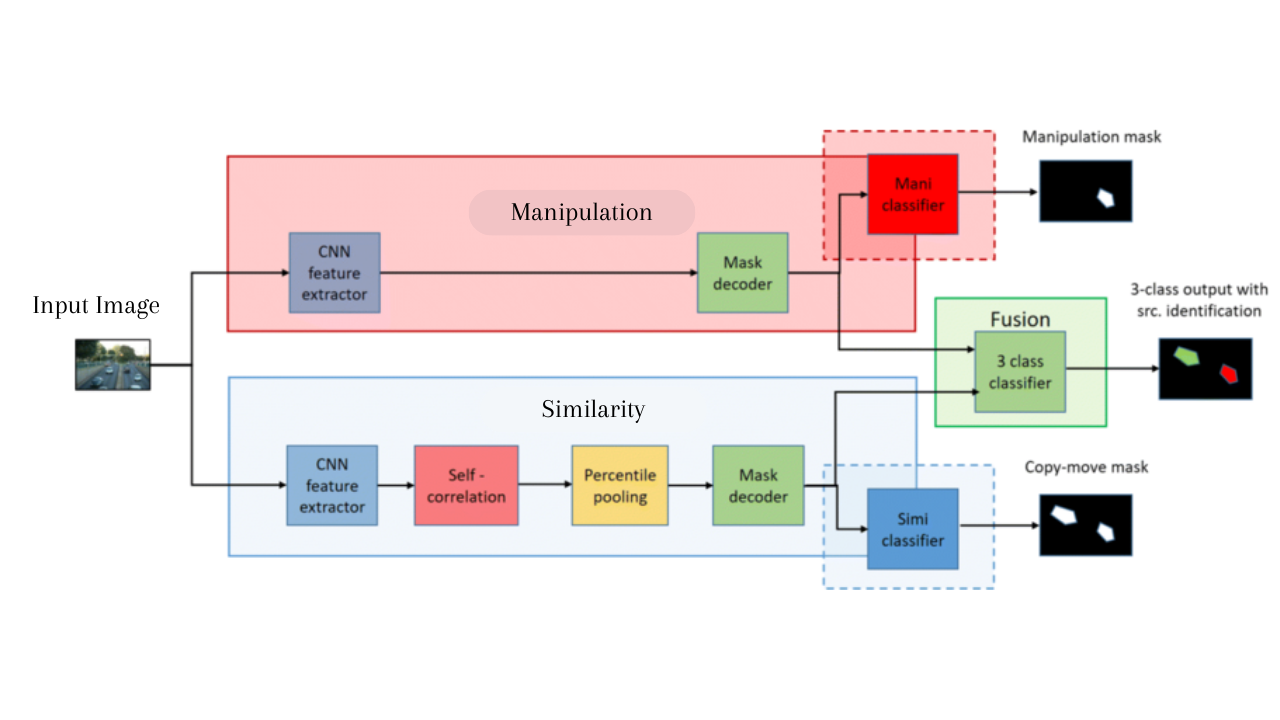 Manipulation mask
Mani
classifier
Manipulation
CNN
feature
extractor
Mask
decoder
Input Image
3-class output with
src. identification
Fusion
3 class
classifier
Similarity
CNN
feature
extractor
Self -
correlation
Percentile
pooling
Mask
decoder
Copy-move mask
Simi
classifier